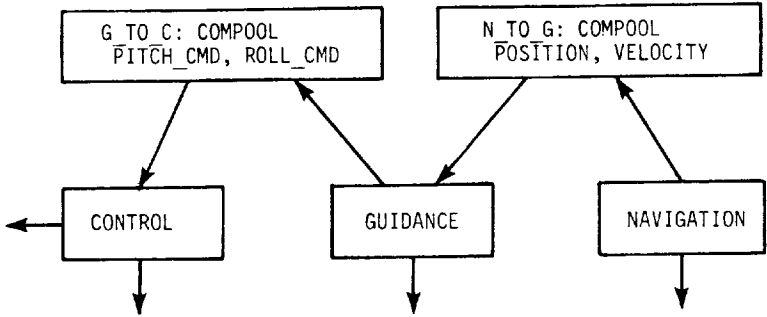 G_TO_C: COMPOOL
PITCH_CMD, ROLL_CMD
N_TO_G: COMPOOL
POSITION, VELOCITY
CONTROL
GUIDANCE
NAVIGATION